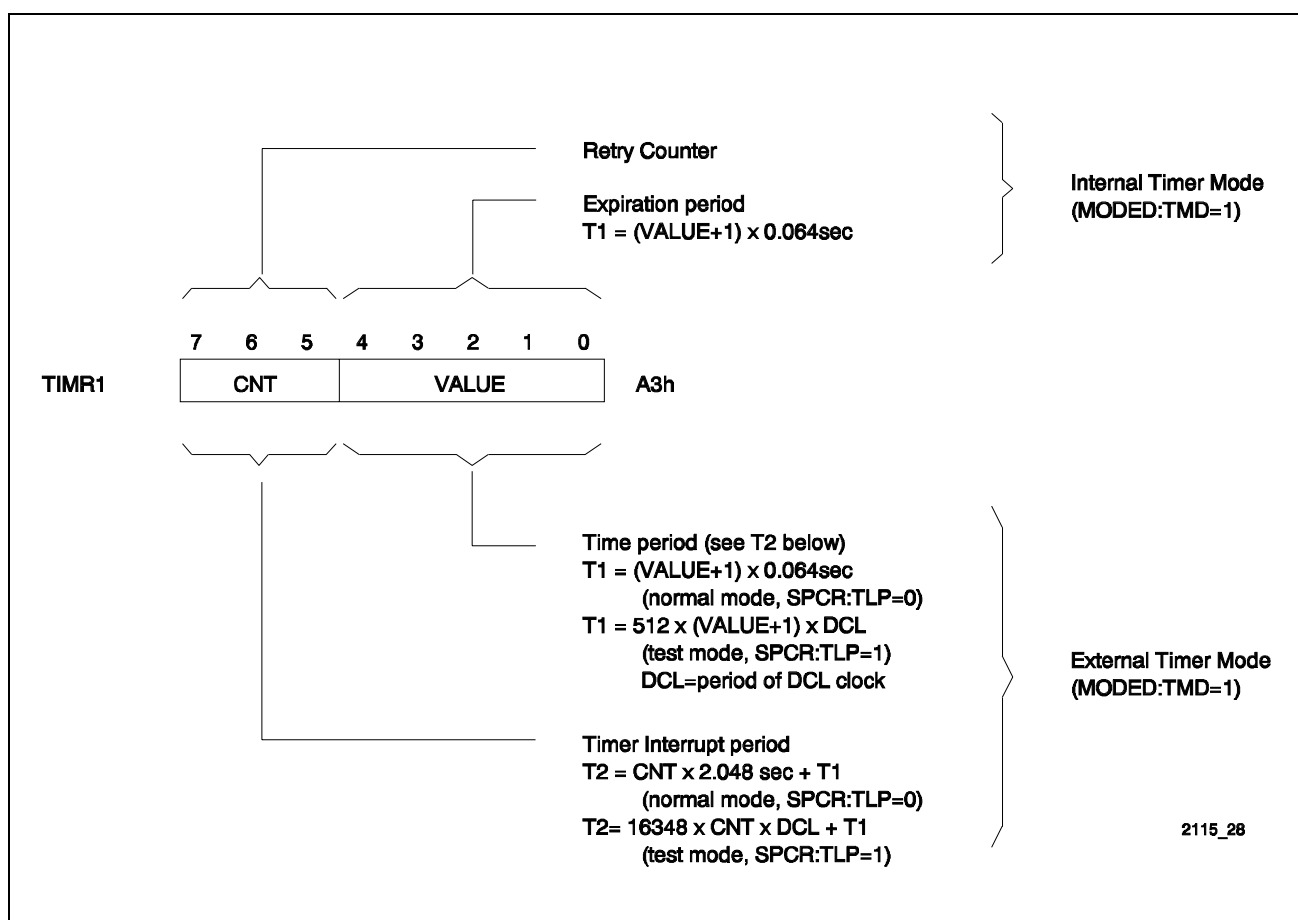 Retry Counter
Expiration period
T1 = (VALUE+1) x 0.064sec
Internal Timer Mode
(MODED:TMD=1)
7 6 5 4 3 2 1 0
TIMR1 CNT VALUE A3h
Time period (see T2 below)
T1 = (VALUE+1) x 0.064sec
(normal mode, SPCR:TLP=0)
T1 = 512 x (VALUE+1) x DCL
(test mode, SPCR:TLP=1)
DCL=period of DCL clock
External Timer Mode
(MODED:TMD=1)
Timer Interrupt period
T2 = CNT x 2.048 sec + T1
(normal mode, SPCR:TLP=0)
T2= 16348 x CNT x DCL + T1
(test mode, SPCR:TLP=1)
2115_28